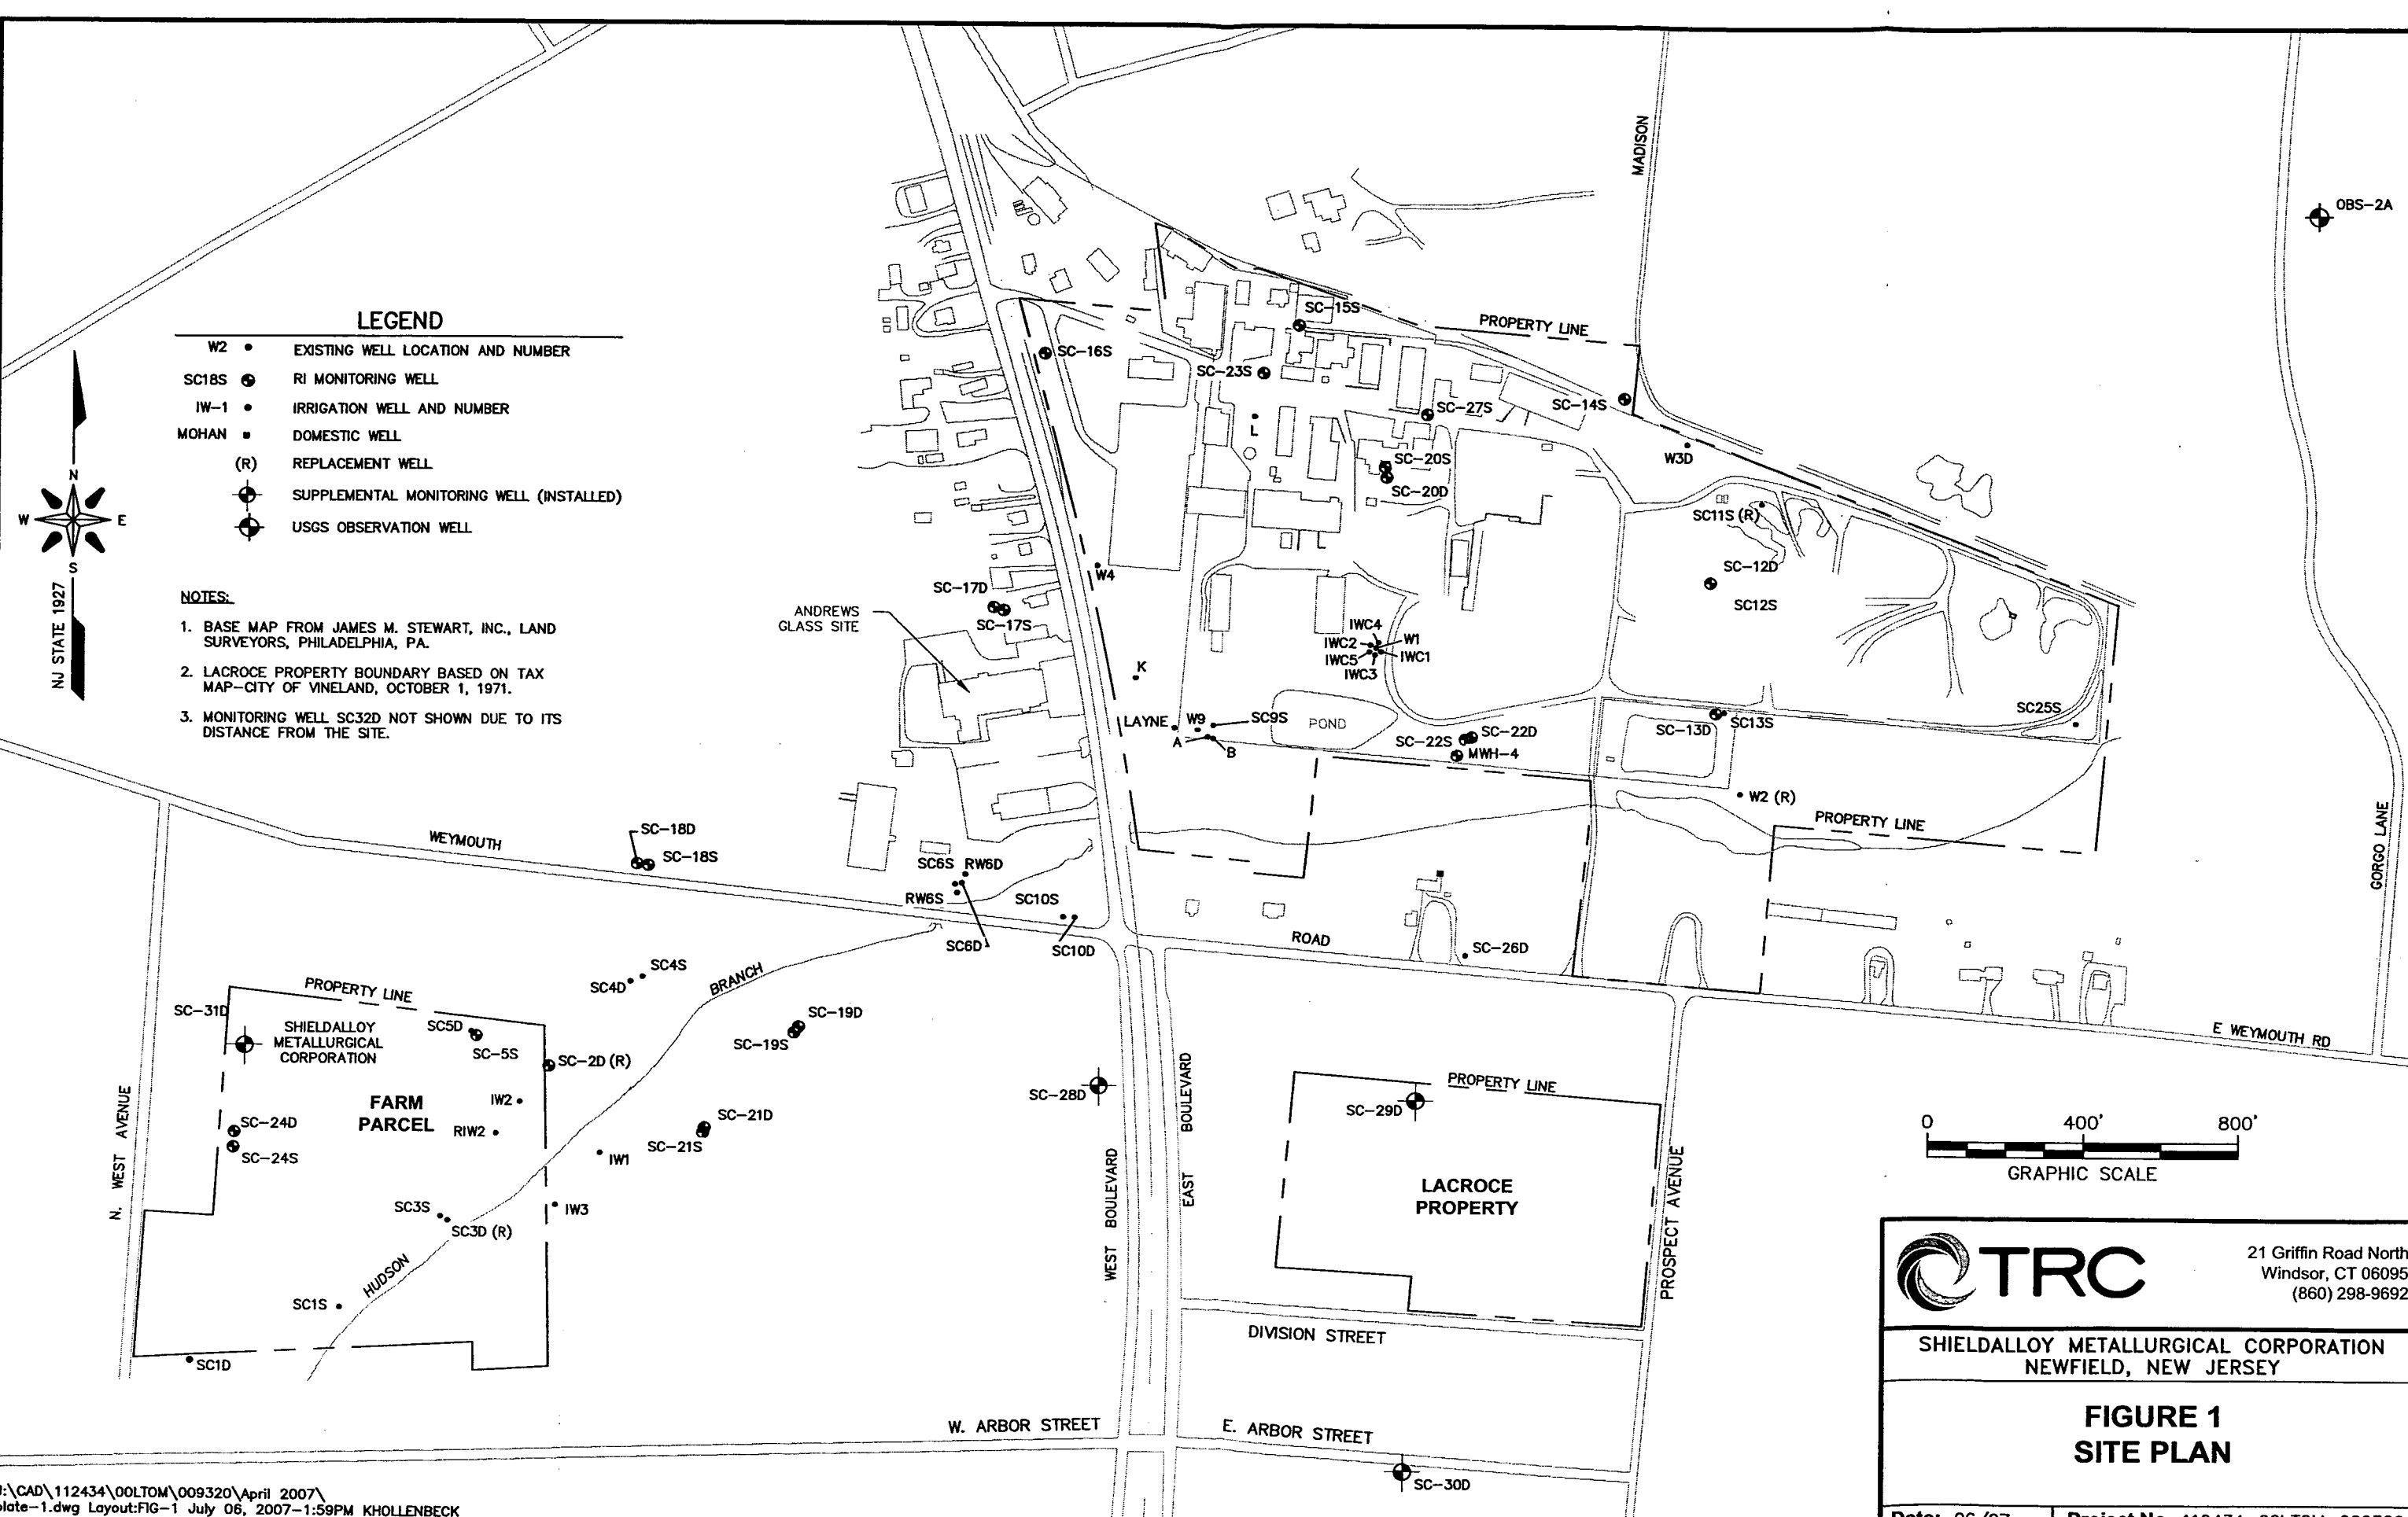 MADISON
OBS-2A
LEGEND
W2 EXISTING WELL LOCATION AND NUMBER
SC18S RI MONITORING WELL
IW-1 IRRIGATION WELL AND NUMBER
MOHAN DOMESTIC WELL
(R) REPLACEMENT WELL
SUPPLEMENTAL MONITORING WELL (INSTALLED)
USGS OBSERVATION WELL
N
W E
S
NJ STATE 1927
NOTES:
1. BASE MAP FROM JAMES M. STEWART, INC., LAND
SURVEYORS, PHILADELPHIA, PA.
2. LACROCE PROPERTY BOUNDARY BASED ON TAX
MAP-CITY OF VINELAND, OCTOBER 1, 1971.
3. MONITORING WELL SC32D NOT SHOWN DUE TO ITS
DISTANCE FROM THE SITE.
SC-15S
PROPERTY LINE
SC-16S
SC-23S
SC-27S
SC-14S
L
W3D
SC-20S
SC-20D
SC11S (R)
W4
SC-12D
SC12S
SC-17D
SC-17S
ANDREWS
GLASS SITE
IWC4
IWC2
W1
IWC5
IWC1
IWC3
K
LAYNE
W9
SC9S
A
B
POND
SC-22S
SC-22D
MWH-4
SC-13D
SC13S
SC25S
W2 (R)
PROPERTY LINE
GORGO LANE
WEYMOUTH
SC-18D
SC-18S
SC6S
RW6D
RW6S
SC10S
SC6D
SC10D
ROAD
SC-26D
E WEYMOUTH RD
SC4S
SC4D
BRANCH
PROPERTY LINE
SC-31D
SHIELDALLOY
METALLURGICAL
CORPORATION
SC5D
SC-5S
SC-2D (R)
SC-19D
SC-19S
FARM
PARCEL
IW2
RIW2
SC-24D
SC-24S
SC-21D
SC-21S
IW1
IW3
SC3S
SC3D (R)
HUDSON
SC1S
SC1D
N. WEST AVENUE
SC-28D
WEST BOULEVARD
EAST BOULEVARD
PROPERTY LINE
SC-29D
LACROCE
PROPERTY
PROSPECT AVENUE
DIVISION STREET
W. ARBOR STREET
E. ARBOR STREET
SC-30D
0 400' 800'
GRAPHIC SCALE
TRC
21 Griffin Road North
Windsor, CT 06095
(860) 298-9692
SHIELDALLOY METALLURGICAL CORPORATION
NEWFIELD, NEW JERSEY
FIGURE 1
SITE PLAN
:\CAD\112434\00LTOM\009320\April 2007\
plate-1.dwg Layout:FIG-1 July 06, 2007-1:59PM KHOLLENBECK